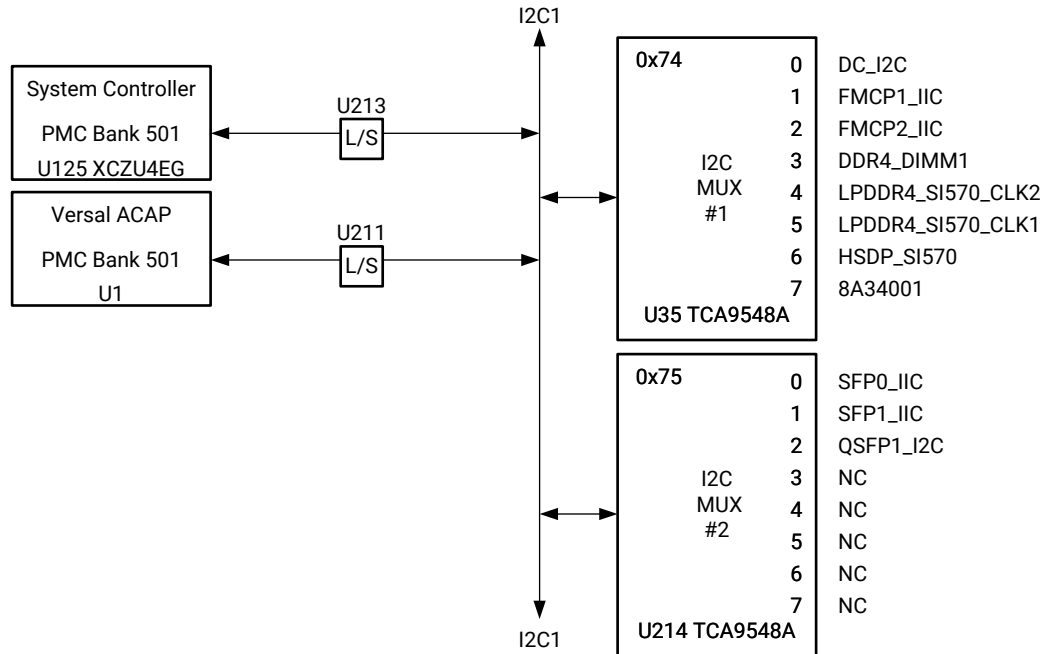 I2C1
System Controller
PMC Bank 501
U125 XCZU4EG
U213
L/S
Versal ACAP
PMC Bank 501
U1
U211
L/S
0x74
0 DC_I2C
1 FMCP1_IIC
2 FMCP2_IIC
3 DDR4_DIMM1
4 LPDDR4_SI570_CLK2
5 LPDDR4_SI570_CLK1
6 HSDP_SI570
7 8A34001
I2C
MUX
#1
U35 TCA9548A
0x75
0 SFP0_IIC
1 SFP1_IIC
2 QSFP1_I2C
3 NC
4 NC
5 NC
6 NC
7 NC
I2C
MUX
#2
U214 TCA9548A
I2C1